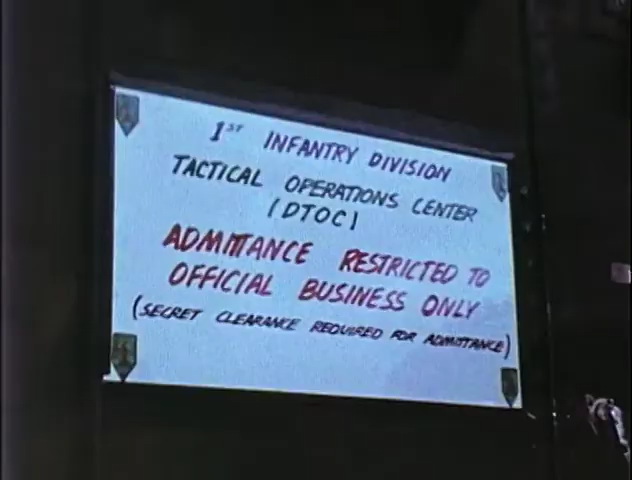 1ST INFANTRY DIVISION
TACTICAL OPERATIONS CENTER
(DTOC)
ADMITTANCE RESTRICTED TO
OFFICIAL BUSINESS ONLY
(SECRET CLEARANCE REQUIRED FOR ADMITTANCE)